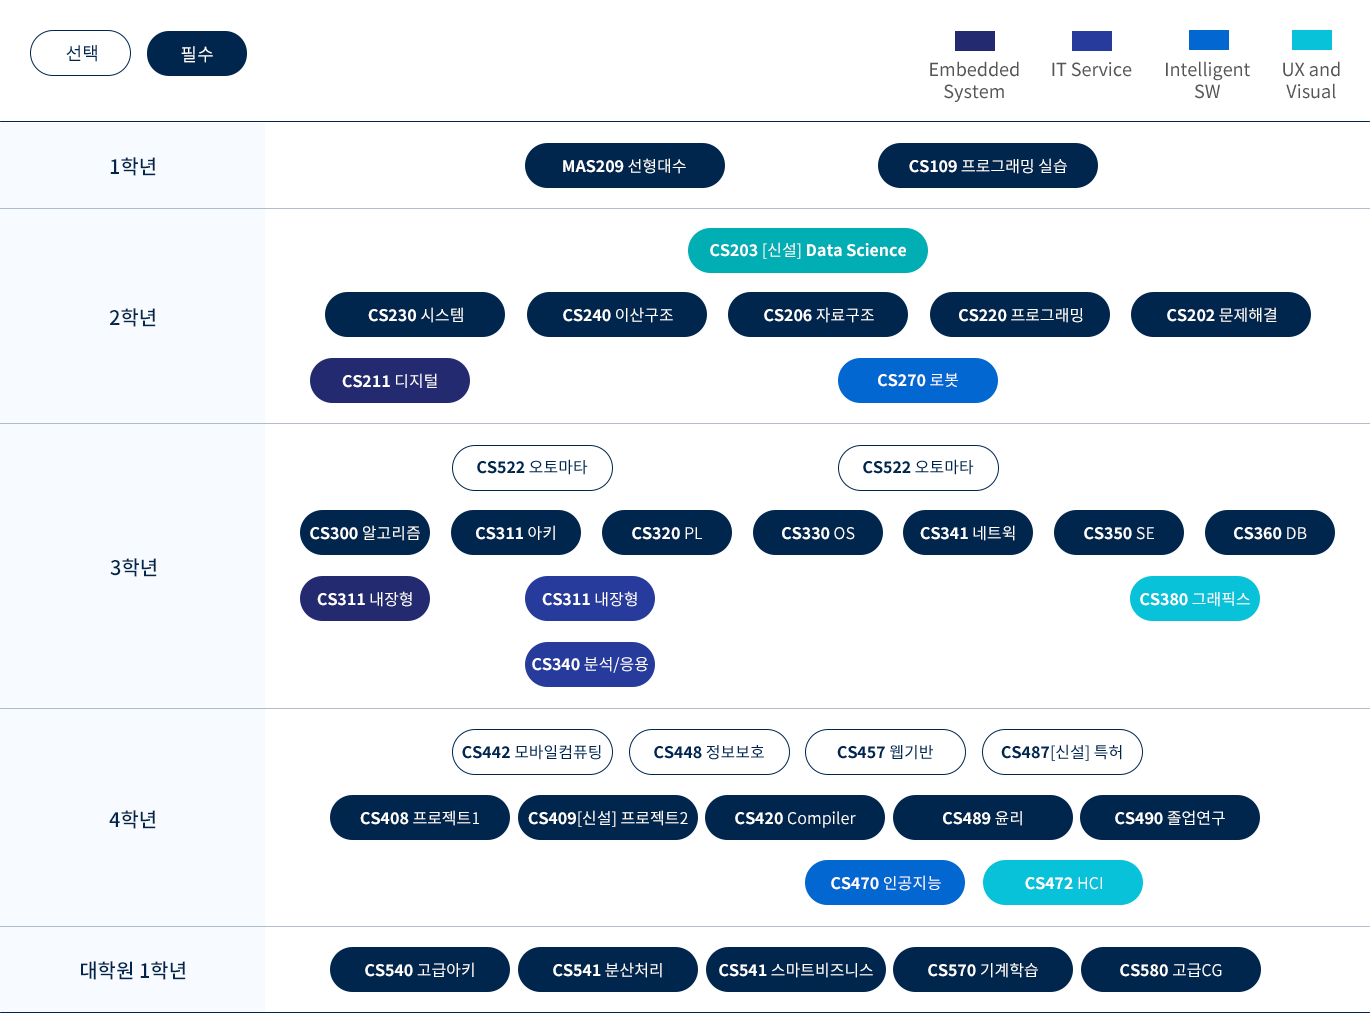 선택
필수
Embedded
System
IT Service
Intelligent
SW
UX and
Visual
1학년
MAS209 선형대수
CS109 프로그래밍 실습
2학년
CS203 [신설] Data Science
CS230 시스템
CS240 이산구조
CS206 자료구조
CS220 프로그래밍
CS202 문제해결
CS211 디지털
CS270 로봇
3학년
CS522 오토마타
CS522 오토마타
CS300 알고리즘
CS311 아키
CS320 PL
CS330 OS
CS341 네트웍
CS350 SE
CS360 DB
CS311 내장형
CS311 내장형
CS380 그래픽스
CS340 분석/응용
4학년
CS442 모바일컴퓨팅
CS448 정보보호
CS457 웹기반
CS487[신설] 특허
CS408 프로젝트1
CS409[신설] 프로젝트2
CS420 Compiler
CS489 윤리
CS490 졸업연구
CS470 인공지능
CS472 HCI
대학원 1학년
CS540 고급아키
CS541 분산처리
CS541 스마트비즈니스
CS570 기계학습
CS580 고급CG